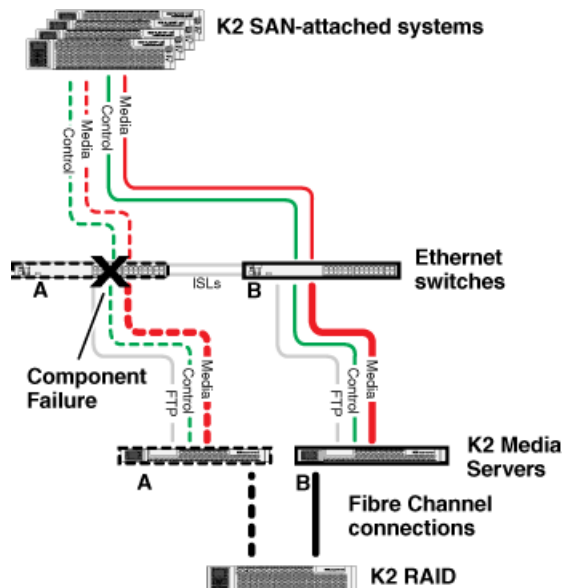 K2 SAN-attached systems
Control
Media
Control
Media
Ethernet
switches
A
ISLs
B
Component
Failure
FTP
Control
Media
FTP
Control
Media
K2 Media
Servers
A
B
Fibre Channel
connections
K2 RAID